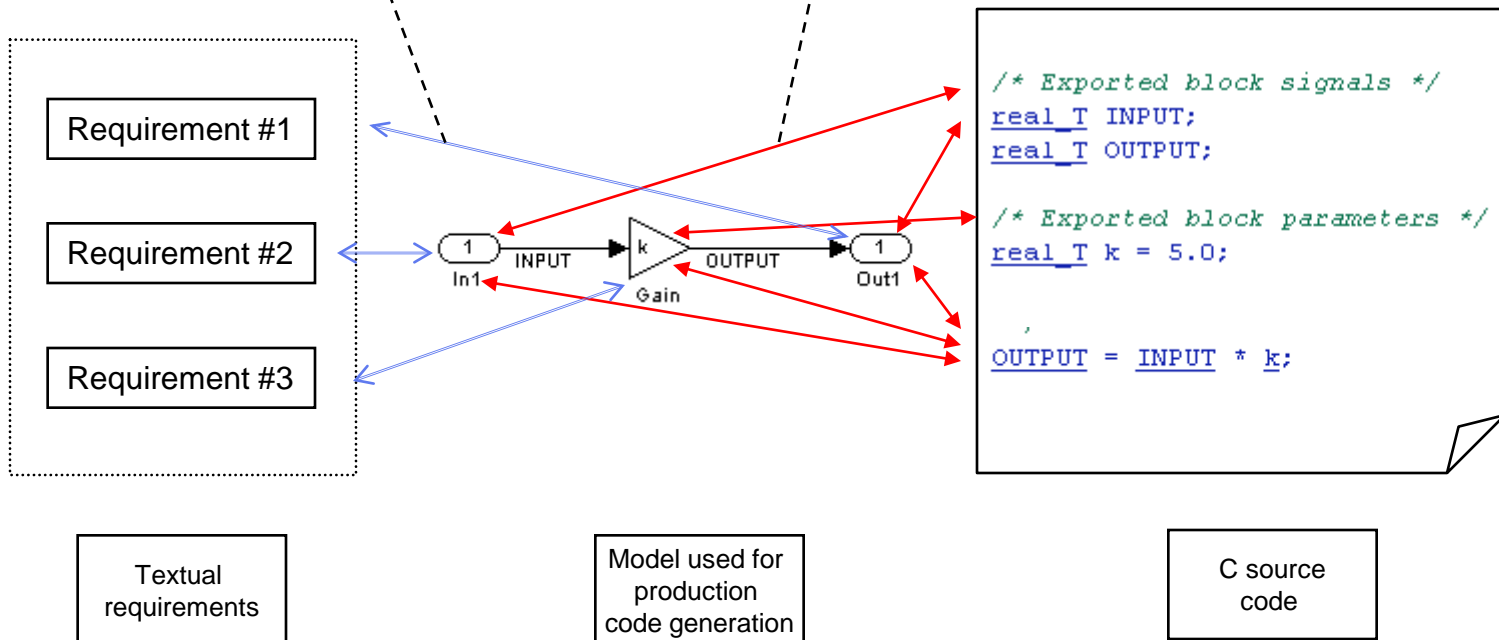 Requirement #1
Requirement #2
Requirement #3
1
In1
INPUT
k
Gain
OUTPUT
1
Out1
/* Exported block signals */
real_T INPUT;
real_T OUTPUT;
/* Exported block parameters */
real_T k = 5.0;
,
OUTPUT = INPUT * k;
Textual
requirements
Model used for
production
code generation
C source
code